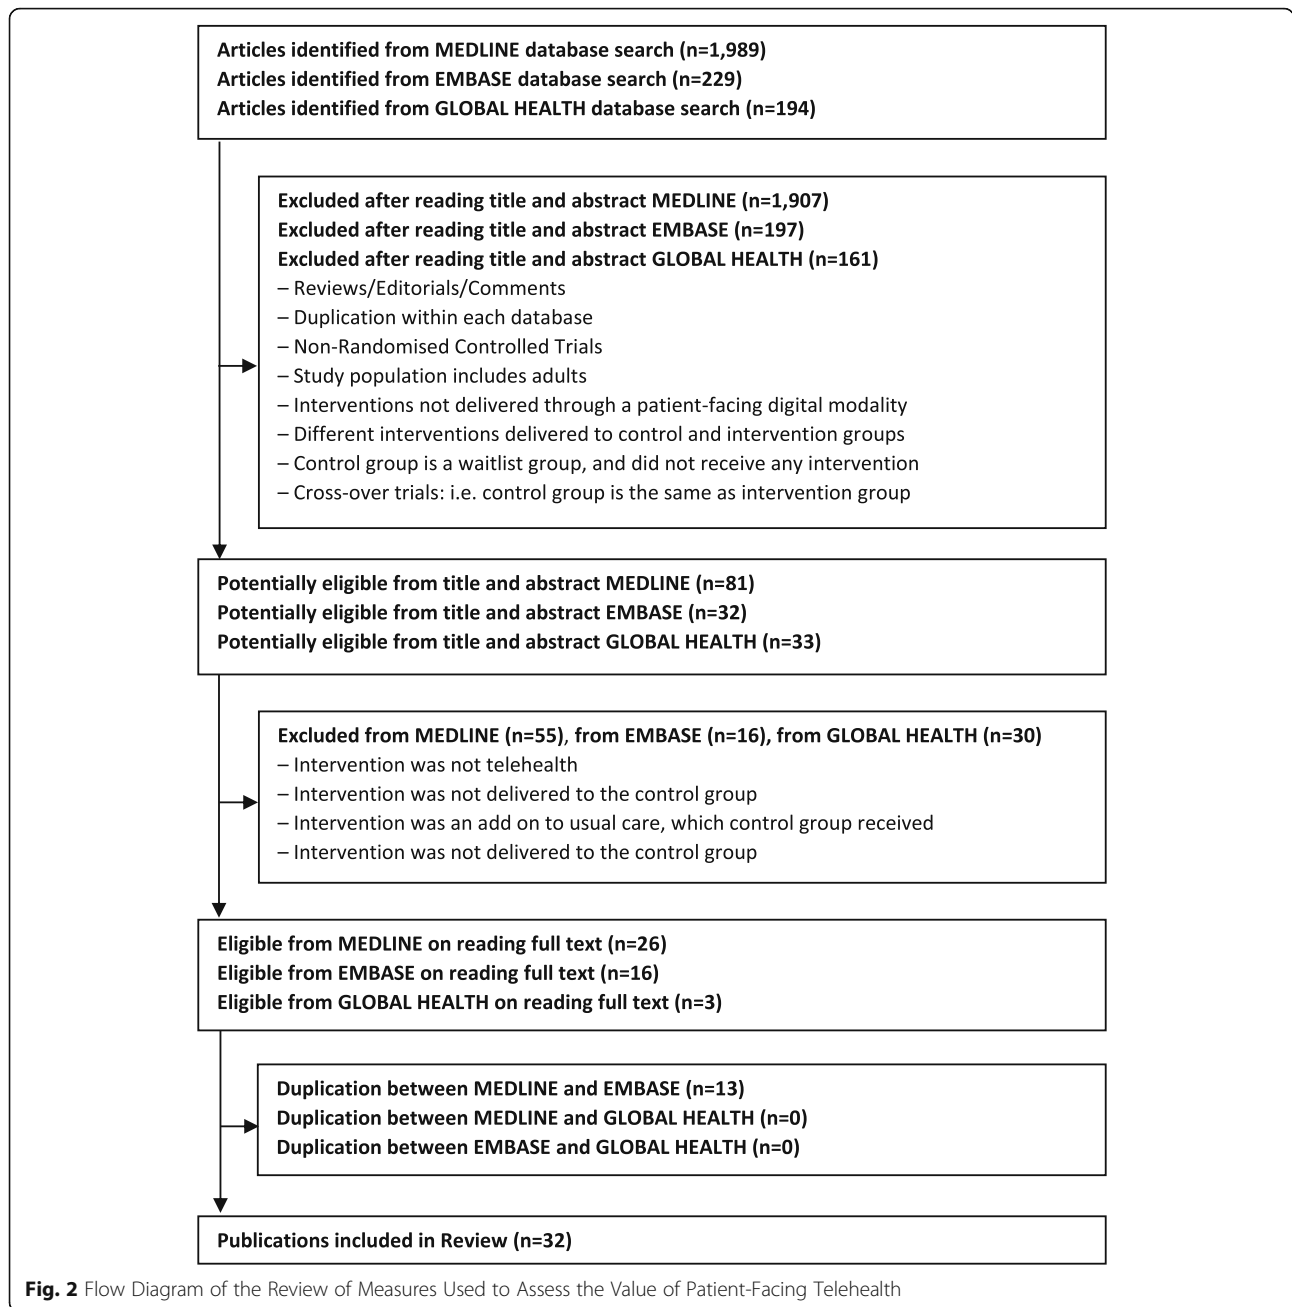 Articles identified from MEDLINE database search (n=1,989)
Articles identified from EMBASE database search (n=229)
Articles identified from GLOBAL HEALTH database search (n=194)
Excluded after reading title and abstract MEDLINE (n=1,907)
Excluded after reading title and abstract EMBASE (n=197)
Excluded after reading title and abstract GLOBAL HEALTH (n=161)
– Reviews/Editorials/Comments
– Duplication within each database
– Non-Randomised Controlled Trials
– Study population includes adults
– Interventions not delivered through a patient-facing digital modality
– Different interventions delivered to control and intervention groups
– Control group is a waitlist group, and did not receive any intervention
– Cross-over trials: i.e. control group is the same as intervention group
Potentially eligible from title and abstract MEDLINE (n=81)
Potentially eligible from title and abstract EMBASE (n=32)
Potentially eligible from title and abstract GLOBAL HEALTH (n=33)
Excluded from MEDLINE (n=55), from EMBASE (n=16), from GLOBAL HEALTH (n=30)
– Intervention was not telehealth
– Intervention was not delivered to the control group
– Intervention was an add on to usual care, which control group received
– Intervention was not delivered to the control group
Eligible from MEDLINE on reading full text (n=26)
Eligible from EMBASE on reading full text (n=16)
Eligible from GLOBAL HEALTH on reading full text (n=3)
Duplication between MEDLINE and EMBASE (n=13)
Duplication between MEDLINE and GLOBAL HEALTH (n=0)
Duplication between EMBASE and GLOBAL HEALTH (n=0)
Publications included in Review (n=32)
Fig. 2 Flow Diagram of the Review of Measures Used to Assess the Value of Patient-Facing Telehealth